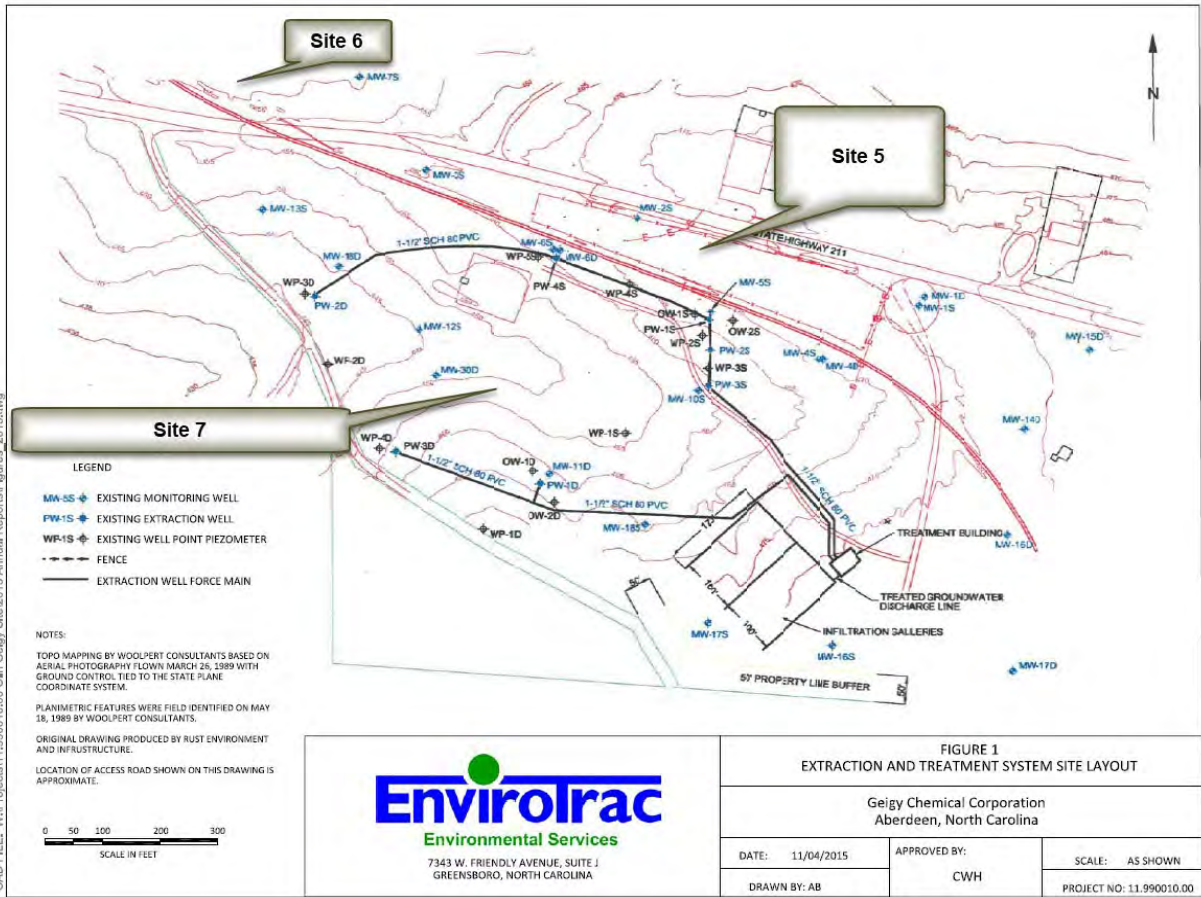 Site 6
MW-7S
N
Site 5
MW-3S
MW-13S
MW-2S
STATE HIGHWAY 211
1-1/2" SCH 80 PVC
MW-6S
WP-5S
MW-6D
MW-18D
PW-4S
WP-4S
WP-3D
PW-2D
MW-5S
MW-1D
MW-1S
OW-1S
OW-2S
PW-1S
WP-2S
MW-12S
MW-15D
PW-2S
MW-4S
MW-4D
WP-2D
WP-3S
MW-30D
PW-3S
MW-10S
Site 7
MW-14D
WP-1S
WP-4D
PW-3D
1-1/2" SCH 80 PVC
OW-1D
MW-11D
PW-1D
1-1/2" SCH 80 PVC
1-1/2" SCH 80 PVC
OW-2D
MW-18S
WP-1D
TREATMENT BUILDING
MW-16D
TREATED GROUNDWATER
DISCHARGE LINE
100'
INFILTRATION GALLERIES
MW-17S
MW-16S
MW-17D
50' PROPERTY LINE BUFFER
50'
LEGEND
MW-5S EXISTING MONITORING WELL
PW-1S EXISTING EXTRACTION WELL
WP-1S EXISTING WELL POINT PIEZOMETER
FENCE
EXTRACTION WELL FORCE MAIN
NOTES:
TOPO MAPPING BY WOOLPERT CONSULTANTS BASED ON
AERIAL PHOTOGRAPHY FLOWN MARCH 26, 1989 WITH
GROUND CONTROL TIED TO THE STATE PLANE
COORDINATE SYSTEM.
PLANIMETRIC FEATURES WERE FIELD IDENTIFIED ON MAY
18, 1989 BY WOOLPERT CONSULTANTS.
ORIGINAL DRAWING PRODUCED BY RUST ENVIRONMENT
AND INFRUSTRUCTURE.
LOCATION OF ACCESS ROAD SHOWN ON THIS DRAWING IS
APPROXIMATE.
0 50 100 200 300
SCALE IN FEET
EnviroTrac
Environmental Services
7343 W. FRIENDLY AVENUE, SUITE J
GREENSBORO, NORTH CAROLINA
FIGURE 1
EXTRACTION AND TREATMENT SYSTEM SITE LAYOUT
Geigy Chemical Corporation
Aberdeen, North Carolina
DATE: 11/04/2015
APPROVED BY:
CWH
SCALE: AS SHOWN
DRAWN BY: AB
PROJECT NO: 11.990010.00